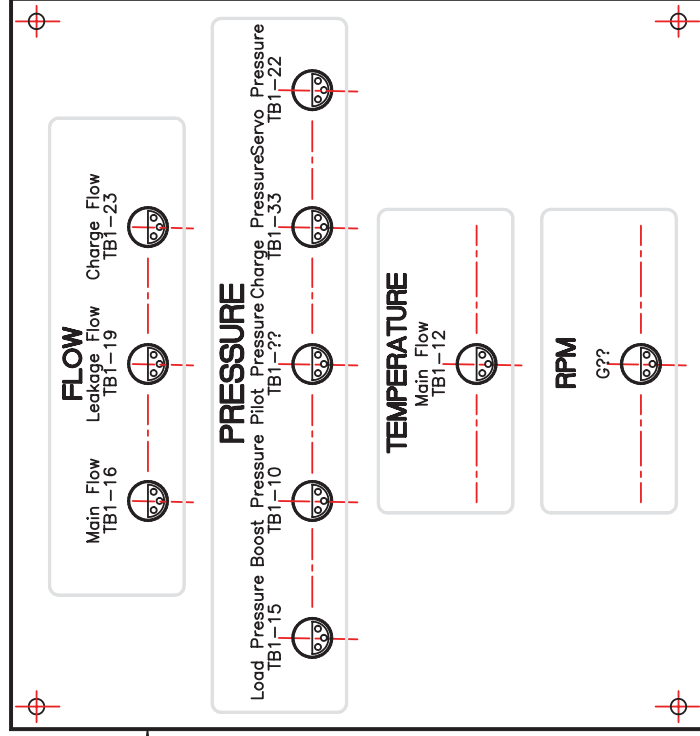 FLOW
Main Flow
TB1-16
Leakage Flow
TB1-19
Charge Flow
TB1-23
PRESSURE
Load Pressure
TB1-15
Boost Pressure
TB1-10
Pilot Pressure
TB1-??
Charge Pressure
TB1-33
Servo Pressure
TB1-22
TEMPERATURE
Main Flow
TB1-12
RPM
G??